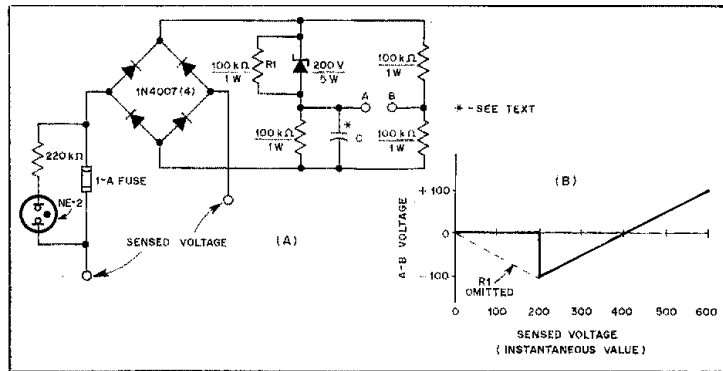 100 kΩ
1 W
R1
200 V
5 W
100 kΩ
1 W
1N4007(4)
A
B
* - SEE TEXT
100 kΩ
1 W
*
C
100 kΩ
1 W
220 kΩ
1-A FUSE
NE-2
SENSED VOLTAGE
(A)
(B)
A-B VOLTAGE
+100
0
-100
R1
OMITTED
0 100 200 300 400 500 600
SENSED VOLTAGE
(INSTANTANEOUS VALUE)